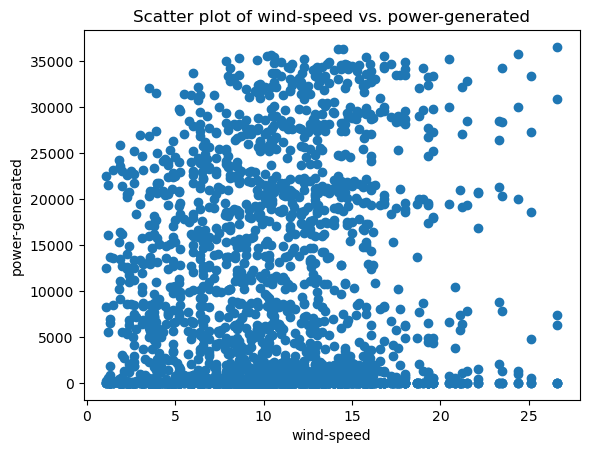 Scatter plot of wind-speed vs. power-generated
35000
30000
25000
20000
15000
10000
5000
0
power-generated
0 5 10 15 20 25
wind-speed